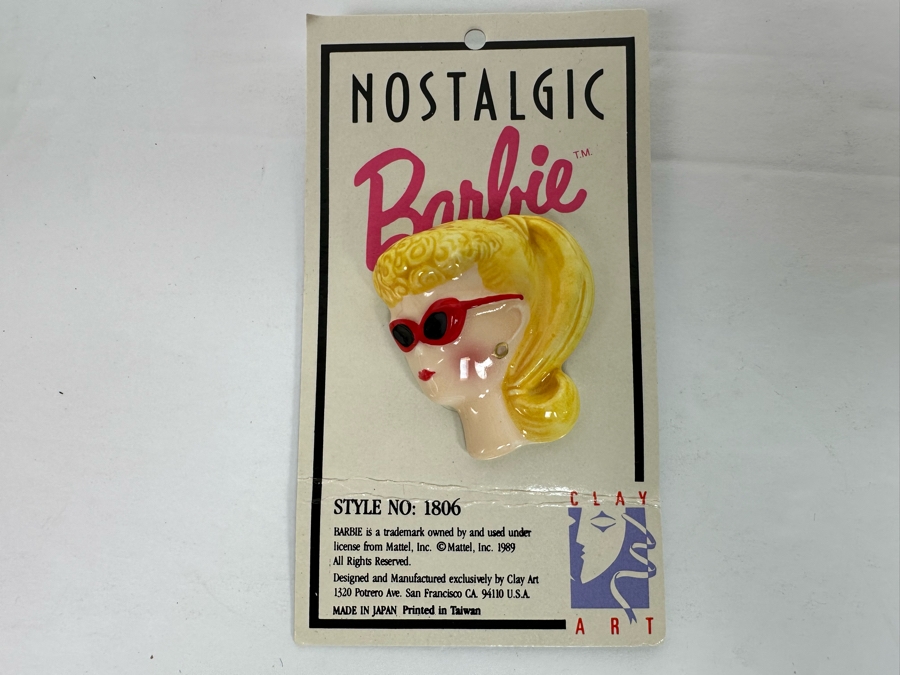 NOSTALGIC
Barbie T.M.
STYLE NO: 1806
BARBIE is a trademark owned by and used under
license from Mattel, Inc. ©Mattel, Inc. 1989
All Rights Reserved.
Designed and Manufactured exclusively by Clay Art
1320 Potrero Ave. San Francisco CA. 94110 U.S.A.
MADE IN JAPAN Printed in Taiwan
CLAY
ART